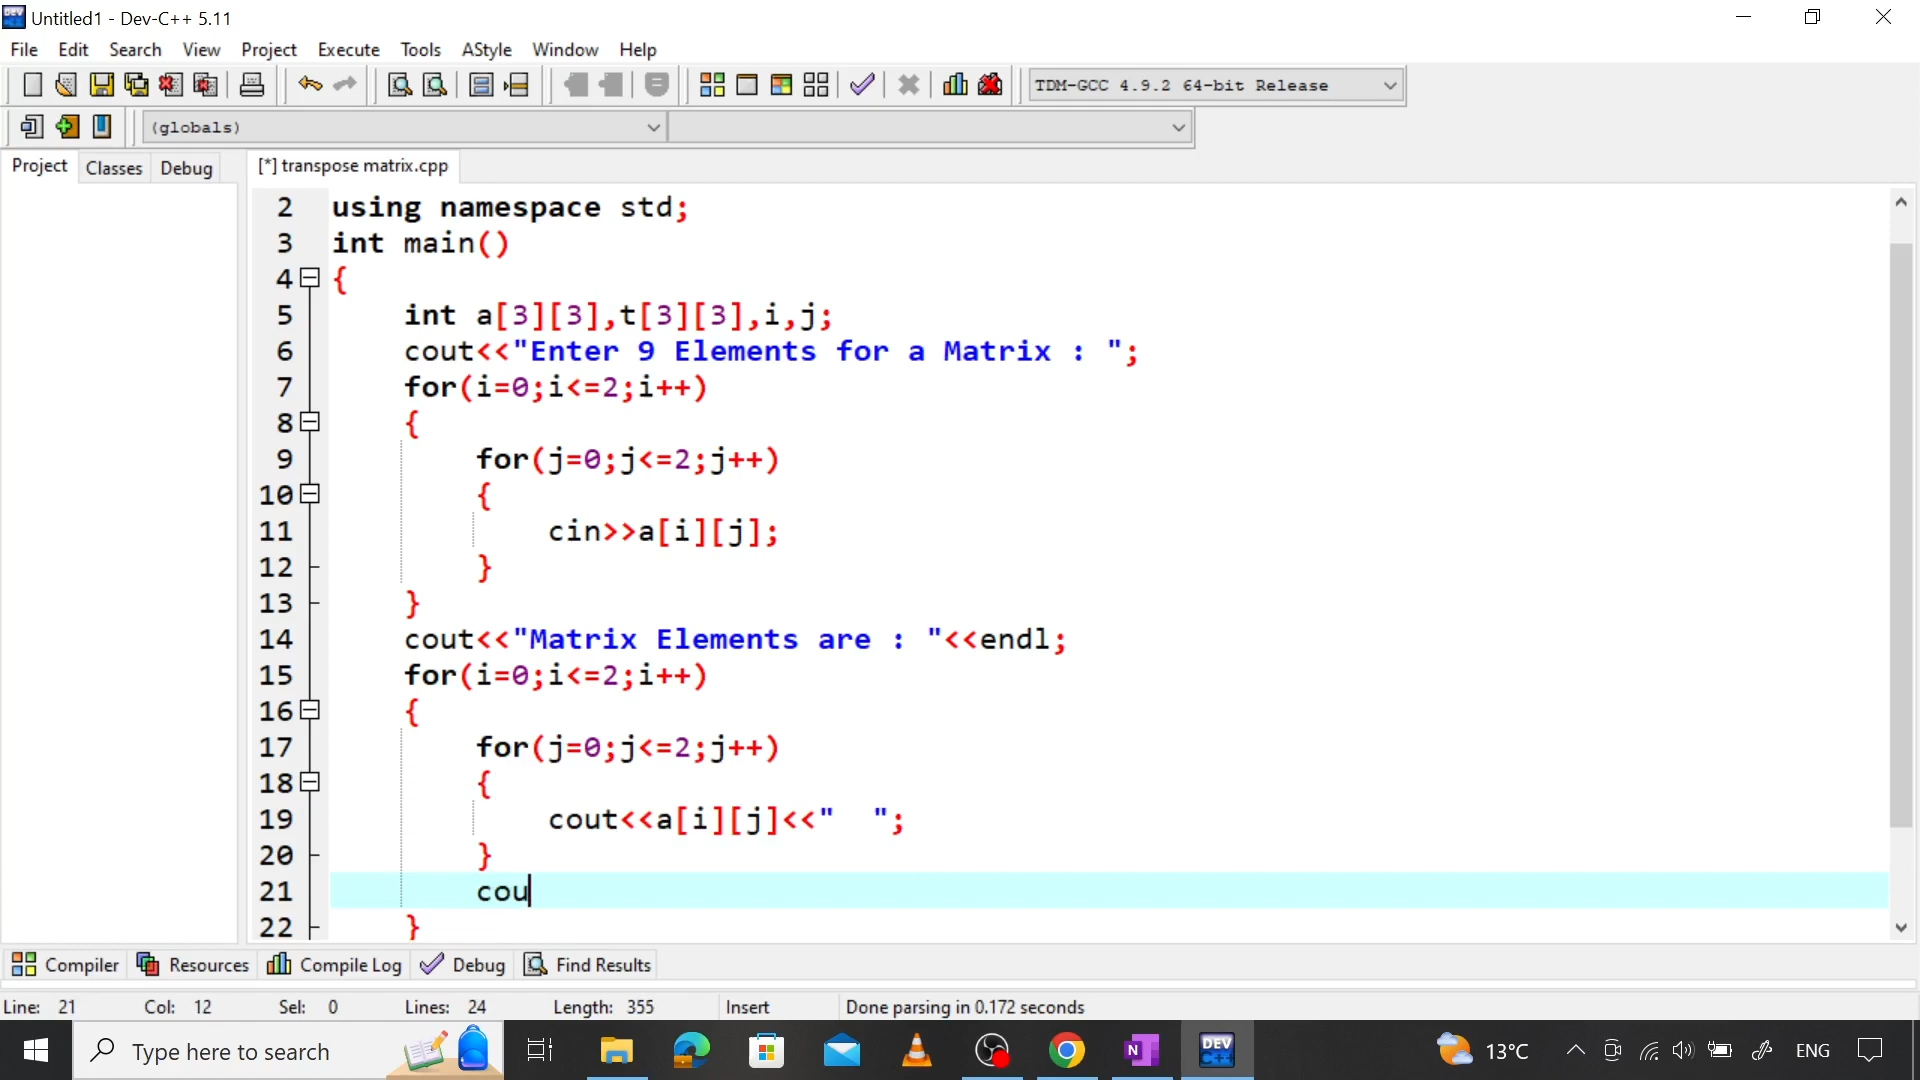 Untitled1 - Dev-C++ 5.11
File Edit Search View Project Execute Tools AStyle Window Help
TDM-GCC 4.9.2 64-bit Release
(globals)
Project Classes Debug [*] transpose matrix.cpp
2 using namespace std;
3 int main()
4 {
5 int a[3][3],t[3][3],i,j;
6 cout<<"Enter 9 Elements for a Matrix : ";
7 for(i=0;i<=2;i++)
8 {
9 for(j=0;j<=2;j++)
10 {
11 cin>>a[i][j];
12 }
13 }
14 cout<<"Matrix Elements are : "<<endl;
15 for(i=0;i<=2;i++)
16 {
17 for(j=0;j<=2;j++)
18 {
19 cout<<a[i][j]<<"  ";
20 }
21 cou
22 }
Compiler Resources Compile Log Debug Find Results
Line: 21 Col: 12 Sel: 0 Lines: 24 Length: 355 Insert Done parsing in 0.172 seconds
Type here to search N DEV C++ 13°C ENG